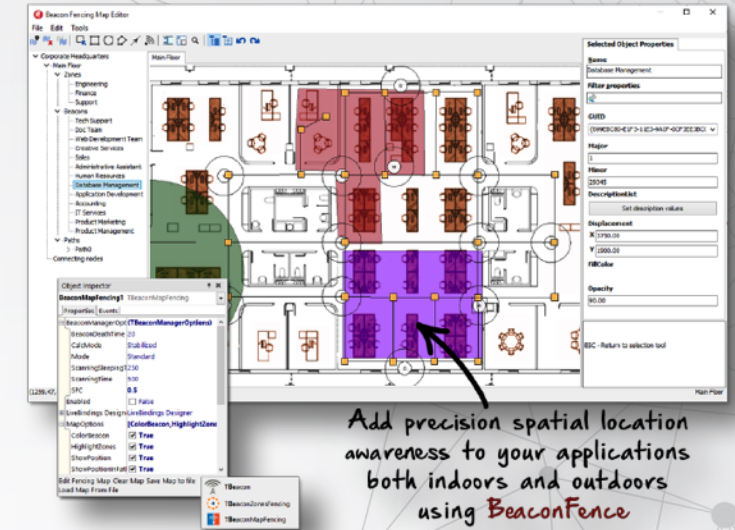 Beacon Fencing Map Editor
File Edit Tools
Corporate Headquarters
Main Floor
Zones
Engineering
Finance
Support
Beacons
Tech Support
Doc Team
Web Development Team
Creative Services
Sales
Administrative Assistant
Human Resources
Database Management
Application Development
Accounting
IT Services
Product Marketing
Product Management
Paths
Path0
Connecting nodes
Main Floor
Selected Object Properties
Name
Database Management
Filter properties
GUID
Major
1
Minor
29345
DescriptionList
Set description values
Displacement
X 3750.00
Y
FillColor
Opacity
90.00
ESC - Return to selection tool
Main Floor
Object Inspector
BeaconMapFencing1 TBeaconMapFencing
Properties Events
BeaconManagerOpt (TBeaconManagerOptions)
BeaconDeathTime 20
CalcMode Stabilized
Mode Standard
ScanningSleepingT 250
ScanningTime 500
SPC 0.5
Enabled False
LiveBindings Design LiveBindings Designer
MapOptions [ColorBeacon,HighlightZone
ColorBeacon True
HighlightZones True
ShowPosition True
ShowPositionInPat True
Edit Fencing Map Clear Map Save Map to file
Load Map From File
TBeacon
TBeaconZonesFencing
TBeaconMapFencing
Add precision spatial location
awareness to your applications
both indoors and outdoors
using BeaconFence